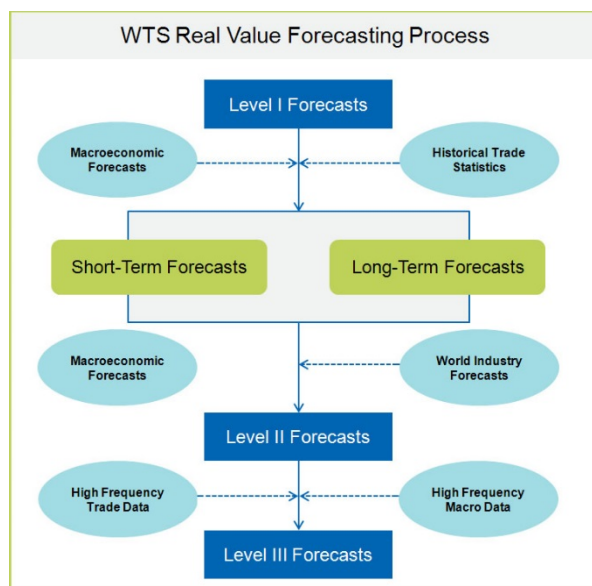 WTS Real Value Forecasting Process
Level I Forecasts
Macroeconomic
Forecasts
Historical Trade
Statistics
Short-Term Forecasts
Long-Term Forecasts
Macroeconomic
Forecasts
World Industry
Forecasts
Level II Forecasts
High Frequency
Trade Data
High Frequency
Macro Data
Level III Forecasts